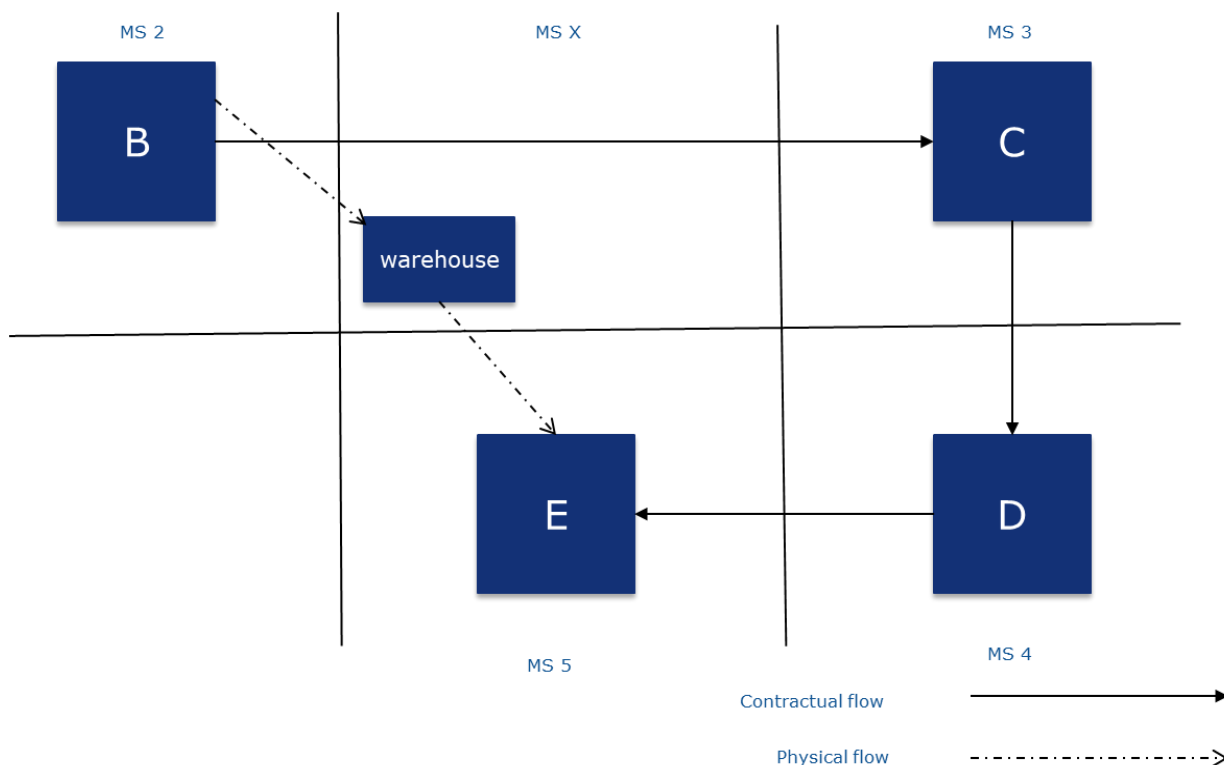 MS 2
MS X
MS 3
B
C
warehouse
E
D
MS 5
MS 4
Contractual flow
Physical flow